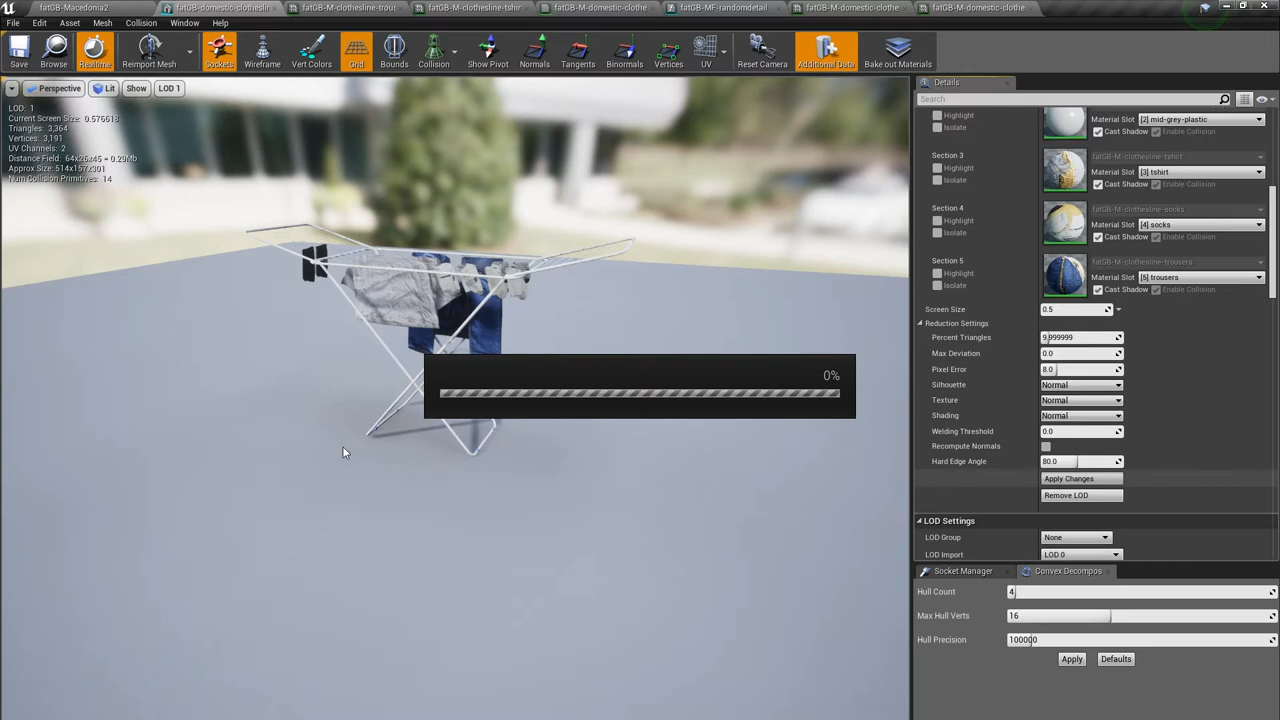 fatGB-Macedonia2
fatGB-domestic-clotheslin
fatGB-M-clothesline-trou
fatGB-M-clothesline-tshir
fatGB-M-domestic-clothe
fatGB-MF-randomdetail
fatGB-M-domestic-clothe
fatGB-M-domestic-clothe
File Edit Asset Mesh Collision Window Help
Save Browse Realtime Reimport Mesh Sockets Wireframe Vert Colors Grid Bounds Collision Show Pivot Normals Tangents Binormals Vertices UV Reset Camera Additional Data Bake out Materials
Perspective Lit Show LOD 1
LOD: 1
Current Screen Size: 0.576613
Triangles: 3,364
Vertices: 3,191
UV Channels: 2
Distance Field: 64x26x45 = 0.29Mb
Approx Size: 514x157x301
Num Collision Primitives: 14
0%
Details
Search
Highlight
Isolate
Material Slot [2] mid-grey-plastic
Cast Shadow Enable Collision
Section 3
Highlight
Isolate
fatGB-M-clothesline-tshirt
Material Slot [3] tshirt
Cast Shadow Enable Collision
Section 4
Highlight
Isolate
fatGB-M-clothesline-socks
Material Slot [4] socks
Cast Shadow Enable Collision
Section 5
Highlight
Isolate
fatGB-M-clothesline-trousers
Material Slot [5] trousers
Cast Shadow Enable Collision
Screen Size 0.5
Reduction Settings
Percent Triangles 9.999999
Max Deviation 0.0
Pixel Error 8.0
Silhouette Normal
Texture Normal
Shading Normal
Welding Threshold 0.0
Recompute Normals
Hard Edge Angle 80.0
Apply Changes
Remove LOD
LOD Settings
LOD Group None
LOD Import LOD 0
Socket Manager
Convex Decompos
Hull Count 4
Max Hull Verts 16
Hull Precision 100000
Apply Defaults